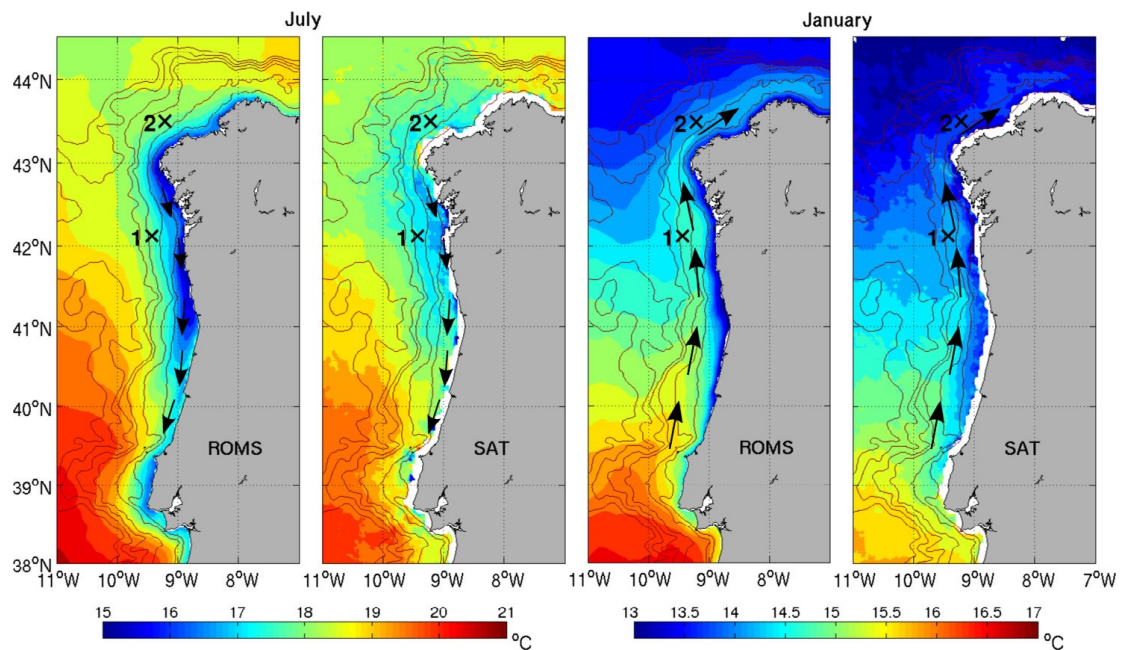 July January
44°N
43°N
42°N
41°N
40°N
39°N
38°N
2× 2× 2× 2×
1× 1× 1× 1×
ROMS SAT ROMS SAT
11°W 10°W 9°W 8°W 11°W 10°W 9°W 8°W 11°W 10°W 9°W 8°W 11°W 10°W 9°W 8°W 7°W
15 16 17 18 19 20 21 °C 13 13.5 14 14.5 15 15.5 16 16.5 17 °C